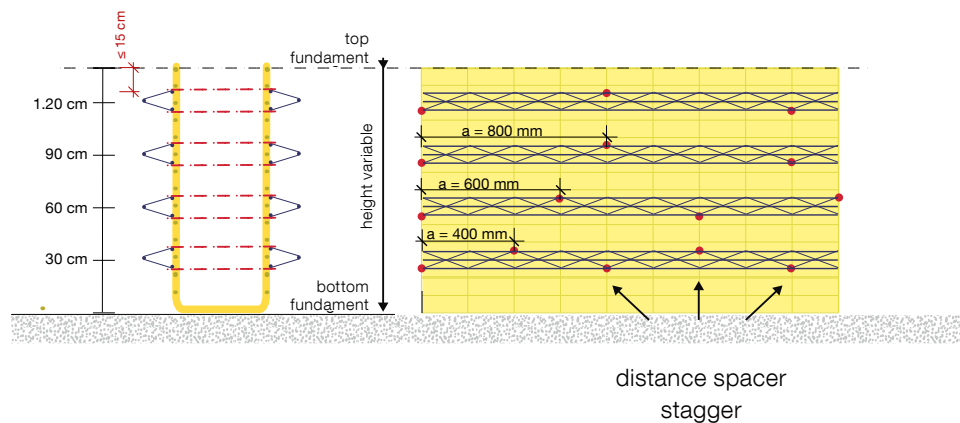 ≤ 15 cm
top
fundament
1.20 cm
90 cm
60 cm
30 cm
height variable
bottom
fundament
a = 800 mm
a = 600 mm
a = 400 mm
distance spacer
stagger